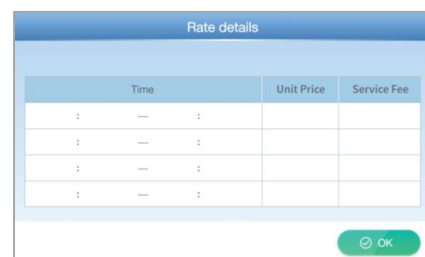 Rate details
Time Unit Price Service Fee
: — :
: — :
: — :
: — :
OK